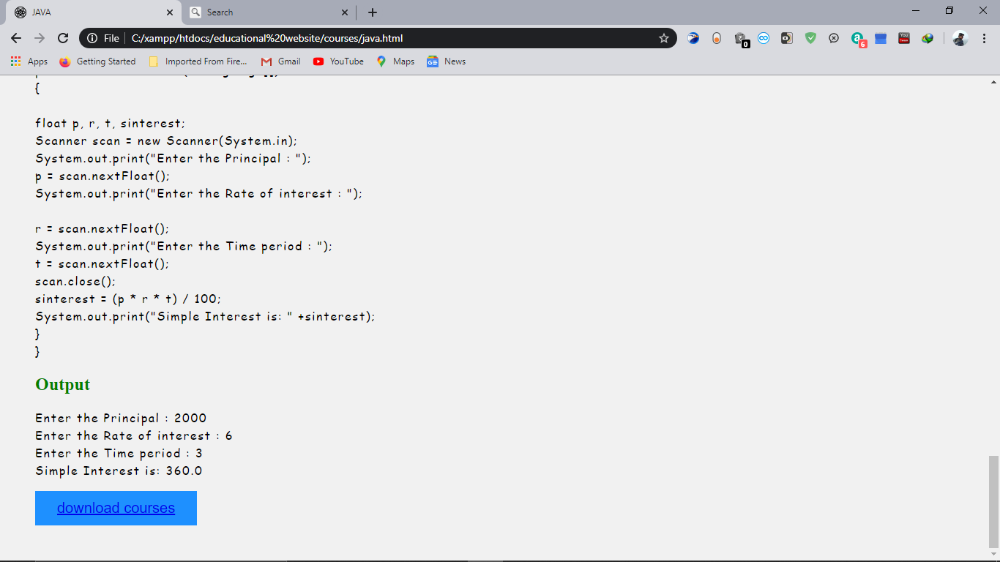 JAVA
Search
File C:/xampp/htdocs/educational%20website/courses/java.html
0
6
You
Apps Getting Started Imported From Fire... Gmail YouTube Maps News
{
float p, r, t, sinterest;
Scanner scan = new Scanner(System.in);
System.out.print("Enter the Principal : ");
p = scan.nextFloat();
System.out.print("Enter the Rate of interest : ");
r = scan.nextFloat();
System.out.print("Enter the Time period : ");
t = scan.nextFloat();
scan.close();
sinterest = (p * r * t) / 100;
System.out.print("Simple Interest is: " +sinterest);
}
}
Output
Enter the Principal : 2000
Enter the Rate of interest : 6
Enter the Time period : 3
Simple Interest is: 360.0
download courses